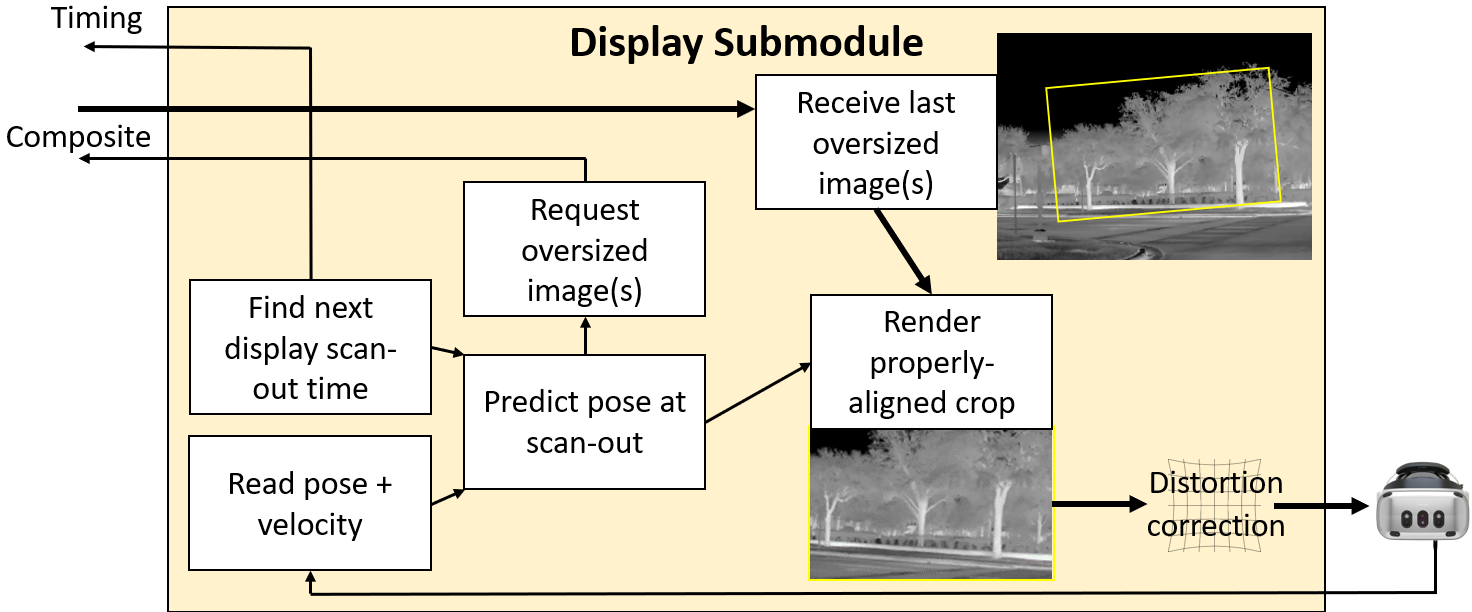 Timing
Display Submodule
Composite
Receive last
oversized
image(s)
Request
oversized
image(s)
Find next
display scan-
out time
Predict pose at
scan-out
Read pose +
velocity
Render
properly-
aligned crop
Distortion
correction